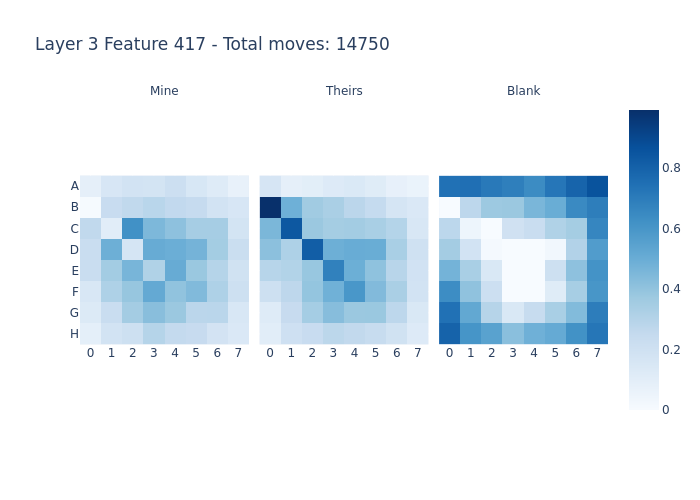 Layer 3 Feature 417 - Total moves: 14750
Mine Theirs Blank
A
B
C
D
E
F
G
H
0 1 2 3 4 5 6 7 0 1 2 3 4 5 6 7 0 1 2 3 4 5 6 7
0.8
0.6
0.4
0.2
0